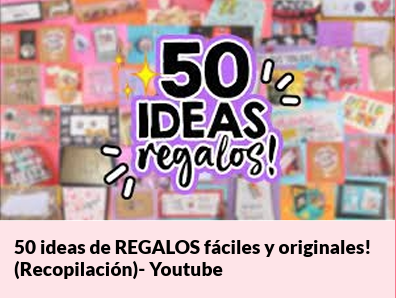 50
IDEAS
regalos!
50 ideas de REGALOS fáciles y originales!
(Recopilación)- Youtube